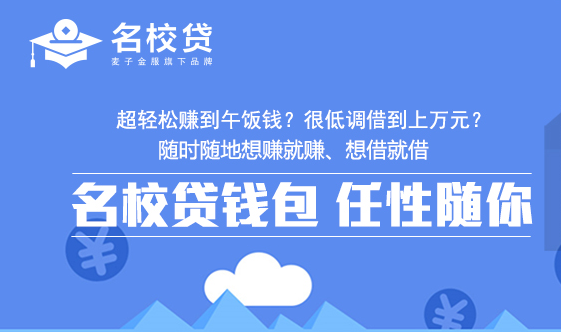 名校贷
麦子金服旗下品牌
超轻松赚到午饭钱？很低调借到上万元？
随时随地想赚就赚、想借就借
名校贷钱包 任性随你